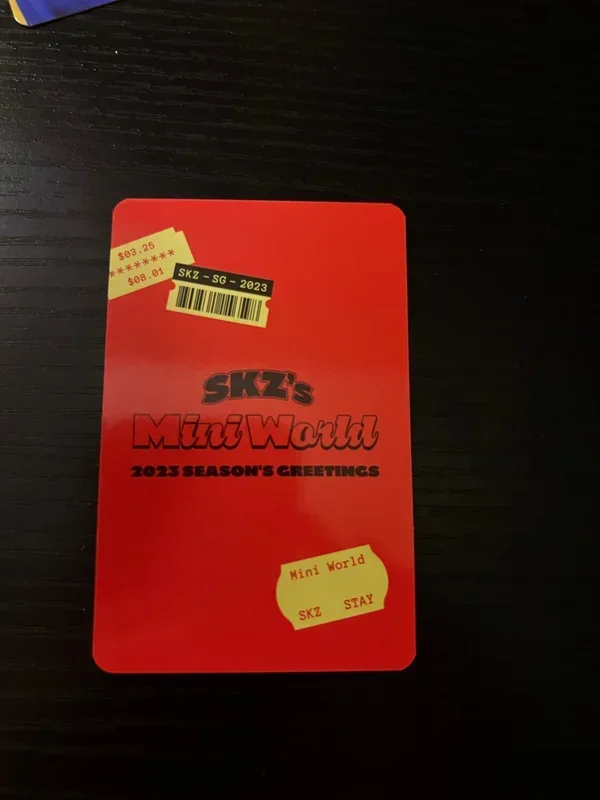 $03.25
********
$08.01
SKZ - SG - 2023
SKZ's
Mini World
2023 SEASON'S GREETINGS
Mini World
SKZ STAY